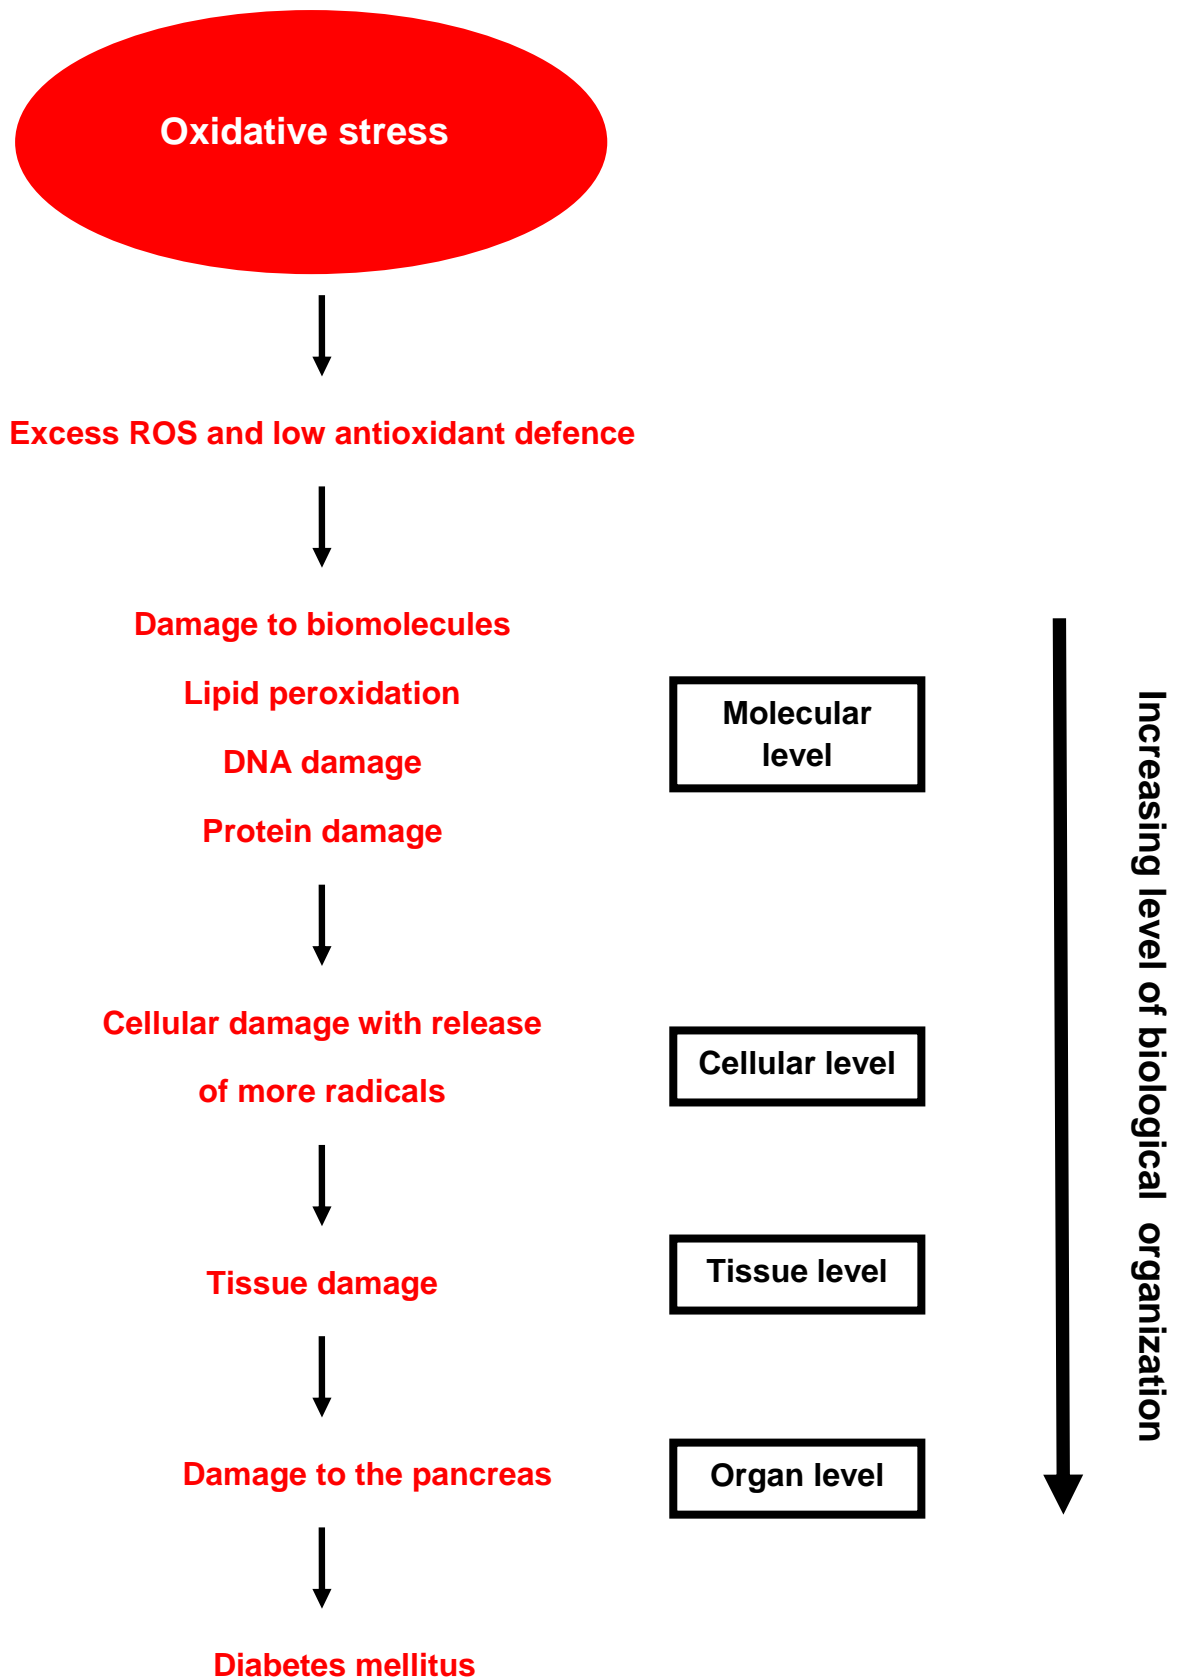 Oxidative stress
Excess ROS and low antioxidant defence
Damage to biomolecules
Lipid peroxidation
DNA damage
Protein damage
Molecular
level
Cellular damage with release
of more radicals
Cellular level
Tissue damage
Tissue level
Damage to the pancreas
Organ level
Diabetes mellitus
Increasing level of biological organization